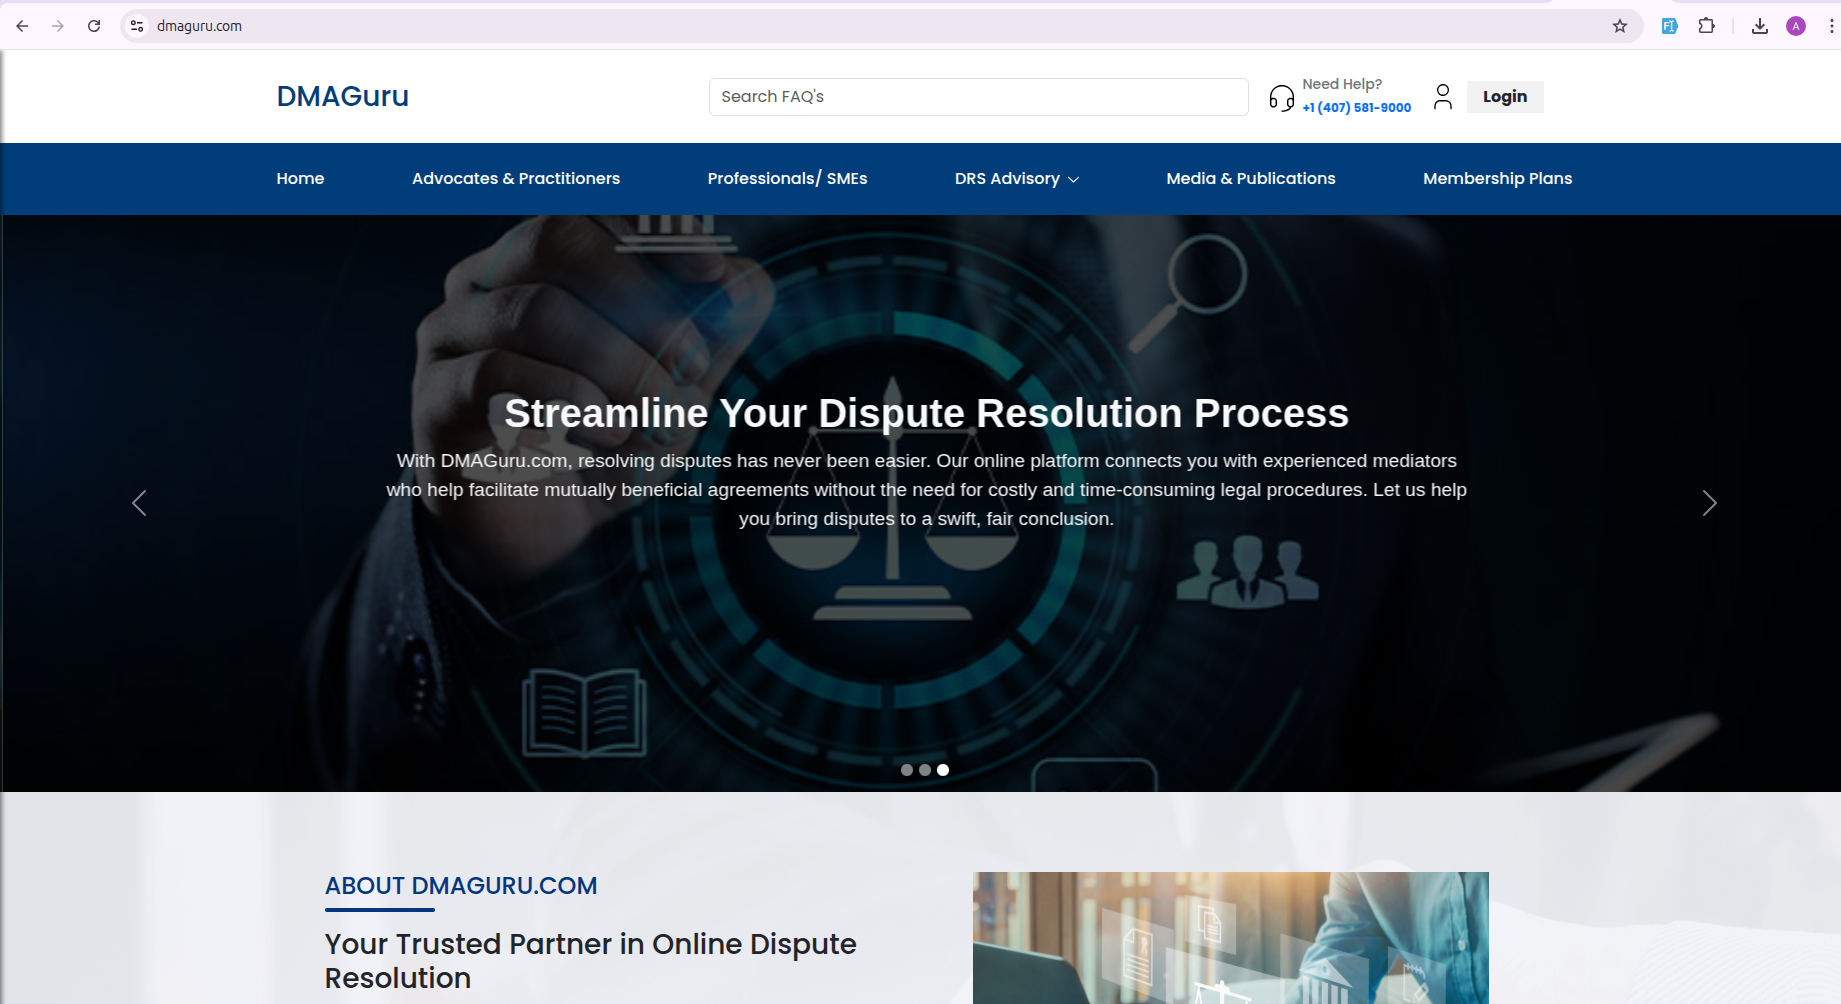 dmaguru.com
A
DMAGuru
Search FAQ's
Need Help?
+1 (407) 581-9000
Login
Home
Advocates & Practitioners
Professionals/ SMEs
DRS Advisory
Media & Publications
Membership Plans
Streamline Your Dispute Resolution Process
With DMAGuru.com, resolving disputes has never been easier. Our online platform connects you with experienced mediators
who help facilitate mutually beneficial agreements without the need for costly and time-consuming legal procedures. Let us help
you bring disputes to a swift, fair conclusion.
ABOUT DMAGURU.COM
Your Trusted Partner in Online Dispute
Resolution